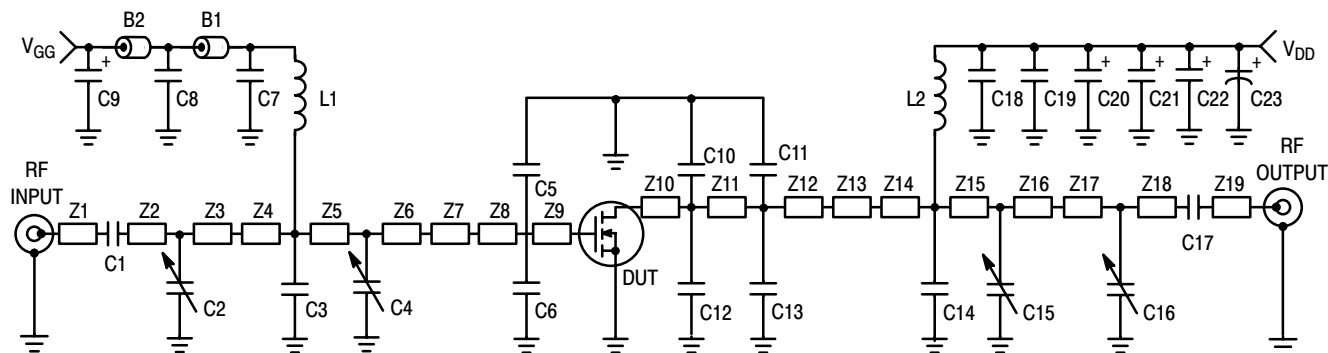 B2 B1
VGG VDD
+ + + + +
C9 C8 C7 L1 L2 C18 C19 C20 C21 C22 C23
RF
INPUT
RF
OUTPUT
C10 C11
C5
Z1 Z2 Z3 Z4 Z5 Z6 Z7 Z8 Z9 Z10 Z11 Z12 Z13 Z14 Z15 Z16 Z17 Z18 Z19
C1 C17
DUT
C2 C3 C4 C6 C12 C13 C14 C15 C16